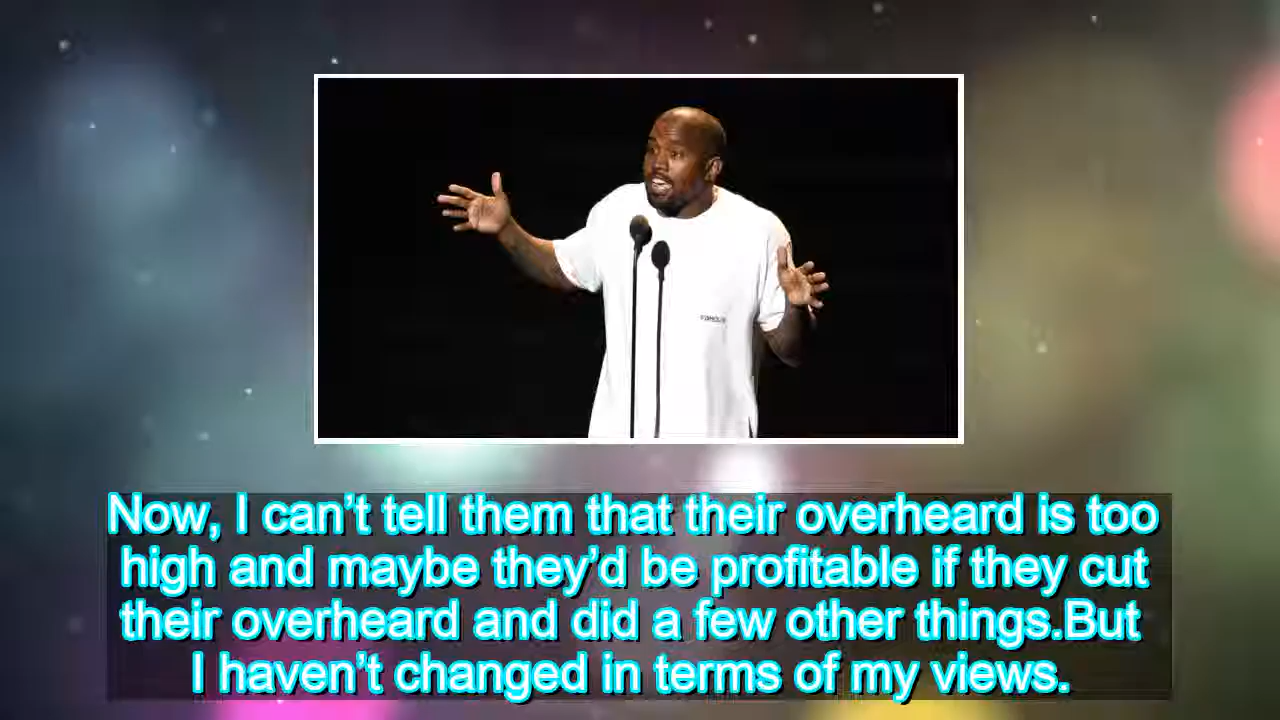 Now, I can’t tell them that their overheard is too
high and maybe they’d be profitable if they cut
their overheard and did a few other things.But
I haven’t changed in terms of my views.